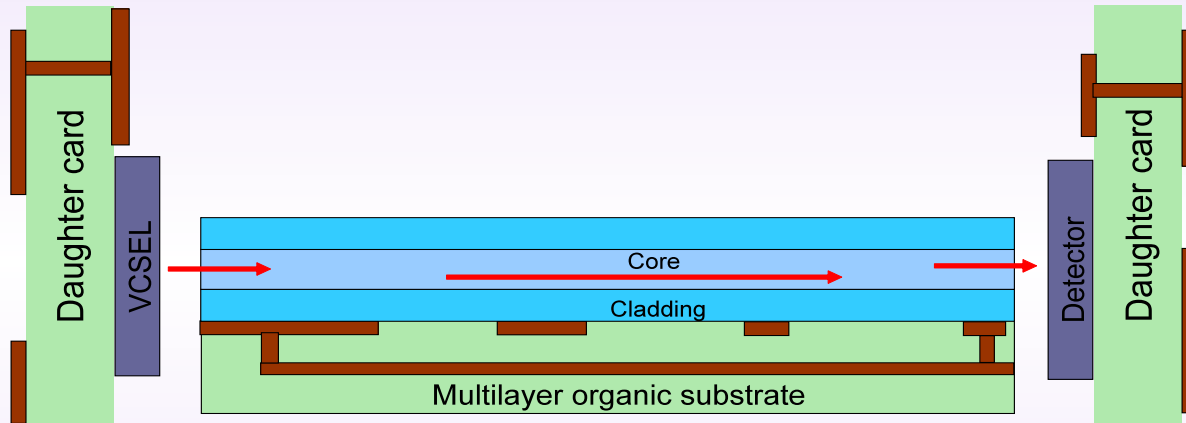 Daughter card
VCSEL
Core
Cladding
Multilayer organic substrate
Detector
Daughter card